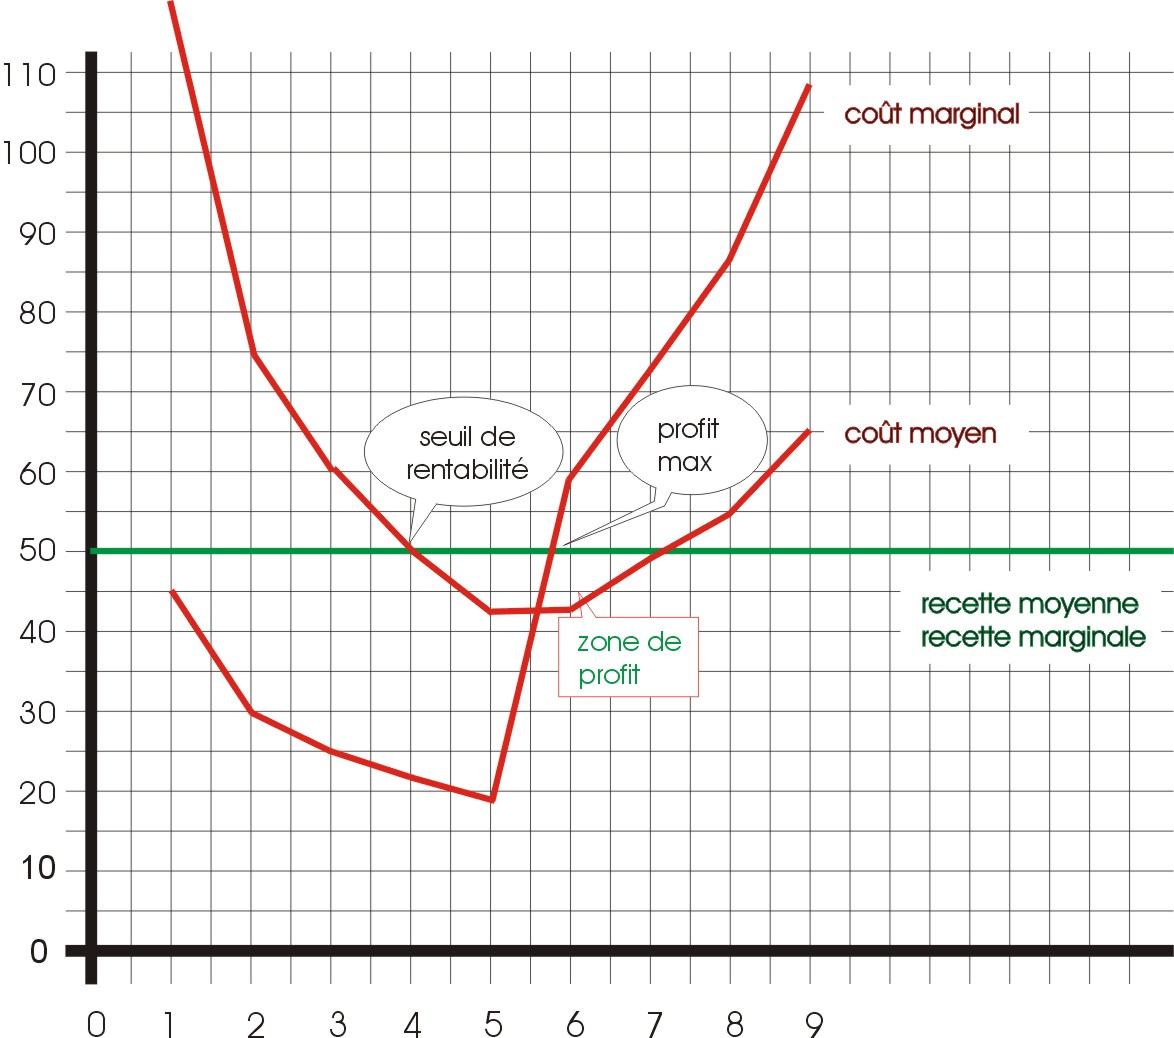 110
coût marginal
100
90
80
70
seuil de
rentabilité
profit
max
coût moyen
60
50
recette moyenne
recette marginale
40
zone de
profit
30
20
10
0
0 1 2 3 4 5 6 7 8 9